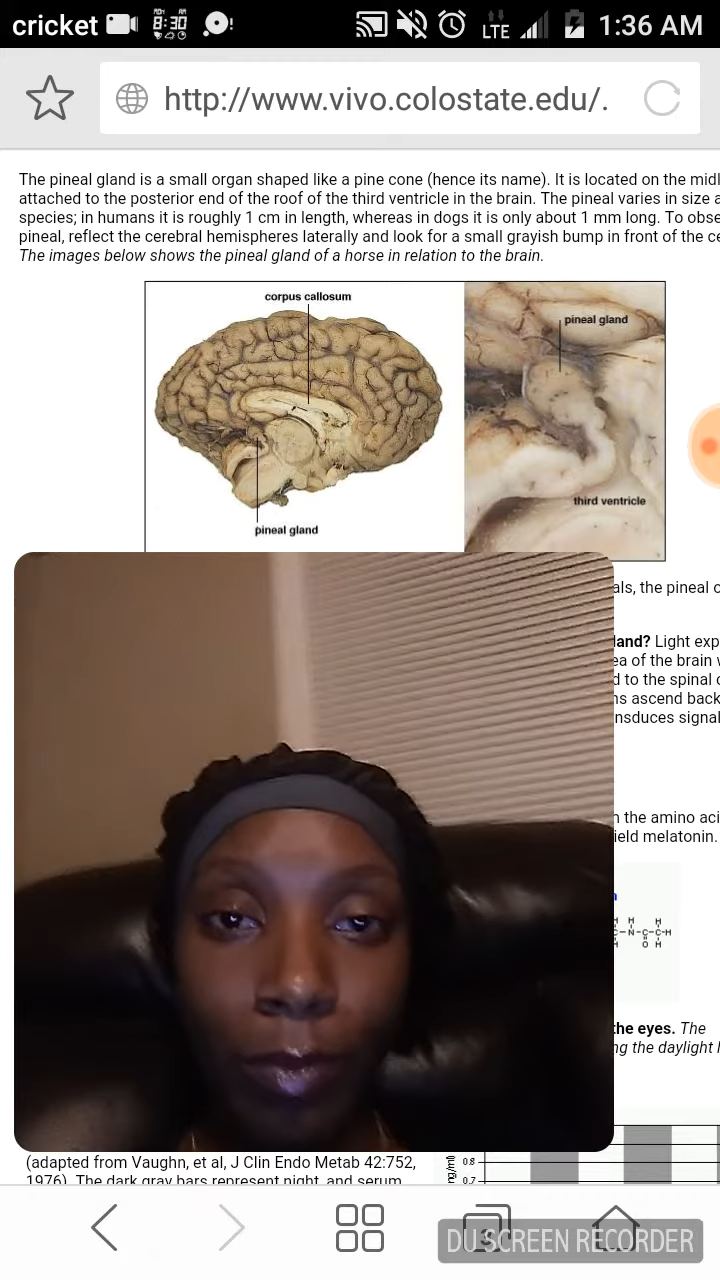 cricket 8:30 LTE 1:36 AM
http://www.vivo.colostate.edu/.
The pineal gland is a small organ shaped like a pine cone (hence its name). It is located on the midl
attached to the posterior end of the roof of the third ventricle in the brain. The pineal varies in size a
species; in humans it is roughly 1 cm in length, whereas in dogs it is only about 1 mm long. To obse
pineal, reflect the cerebral hemispheres laterally and look for a small grayish bump in front of the ce
The images below shows the pineal gland of a horse in relation to the brain.
corpus callosum
pineal gland
third ventricle
pineal gland
als, the pineal
land? Light exp
ea of the brain
d to the spinal
ns ascend back
nsduces signal
the amino aci
ield melatonin.
H H H
C-N-C-C-H
H O H
the eyes. The
ng the daylight
(adapted from Vaughn, et al, J Clin Endo Metab 42:752,
1976). The dark gray bars represent night, and serum
ng/ml
0.8
0.7
3
DU SCREEN RECORDER